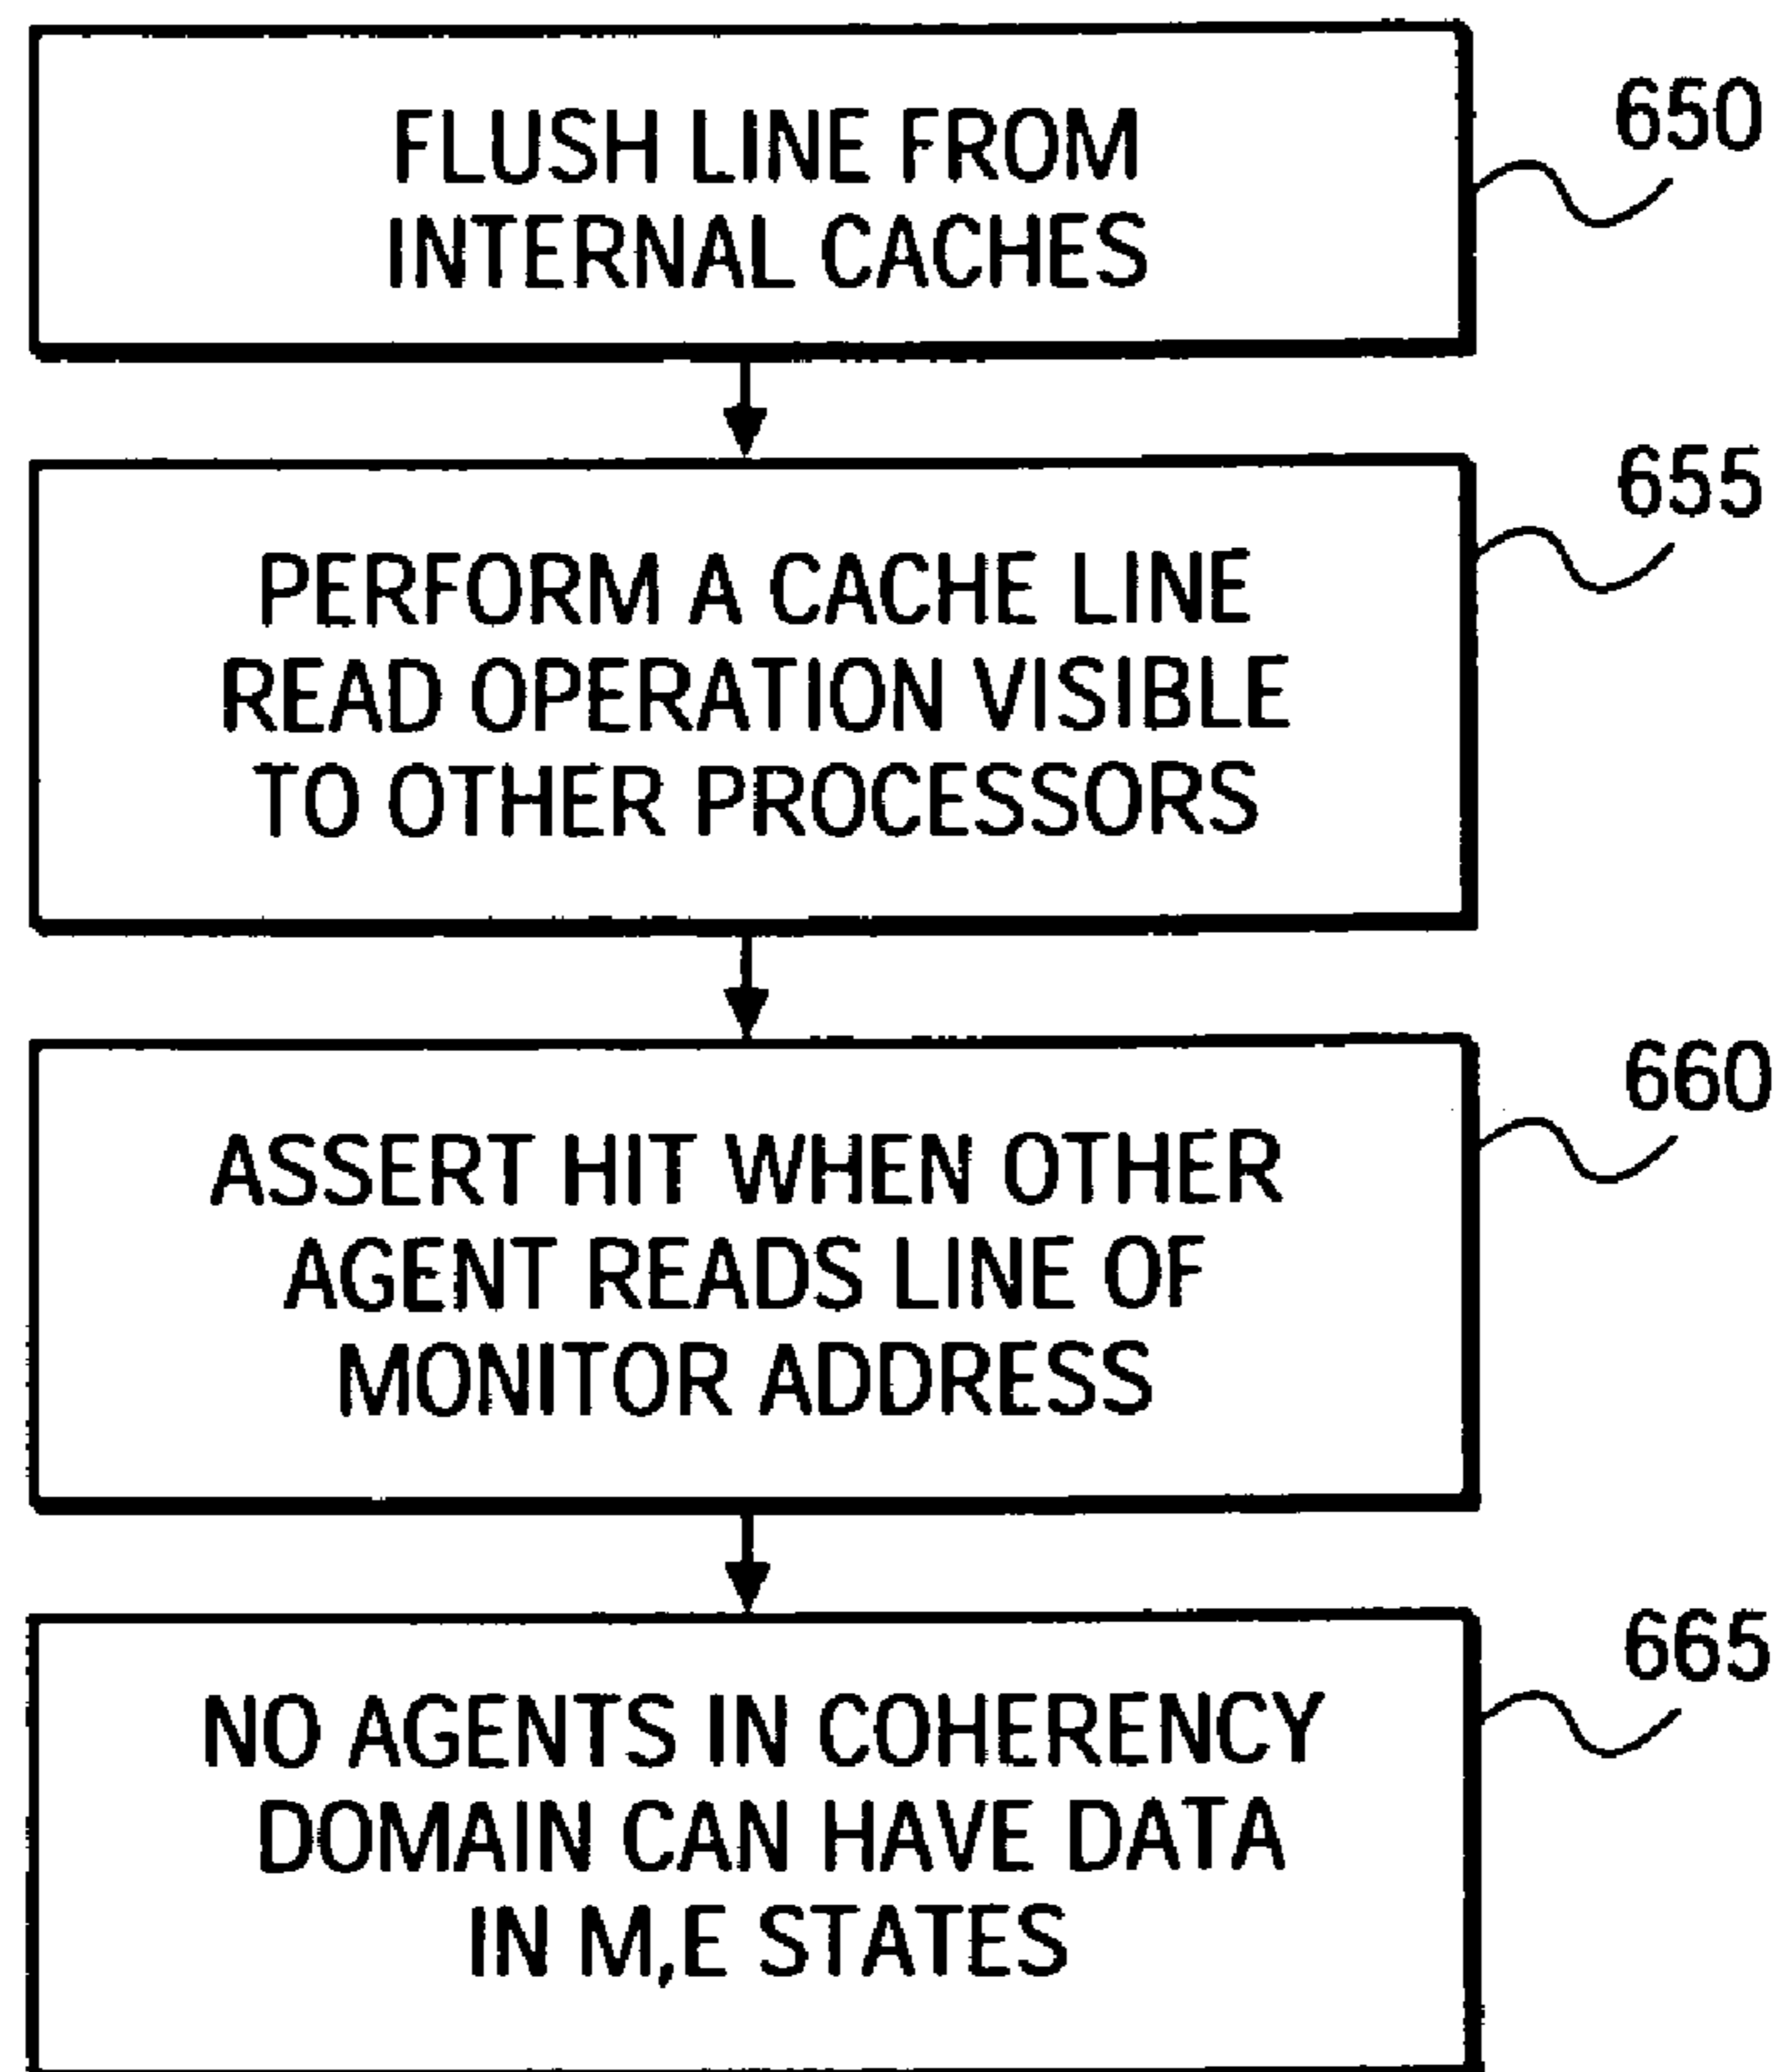 FLUSH LINE FROM
INTERNAL CACHES
650
PERFORM A CACHE LINE
READ OPERATION VISIBLE
TO OTHER PROCESSORS
655
ASSERT HIT WHEN OTHER
AGENT READS LINE OF
MONITOR ADDRESS
660
NO AGENTS IN COHERENCY
DOMAIN CAN HAVE DATA
IN M,E STATES
665